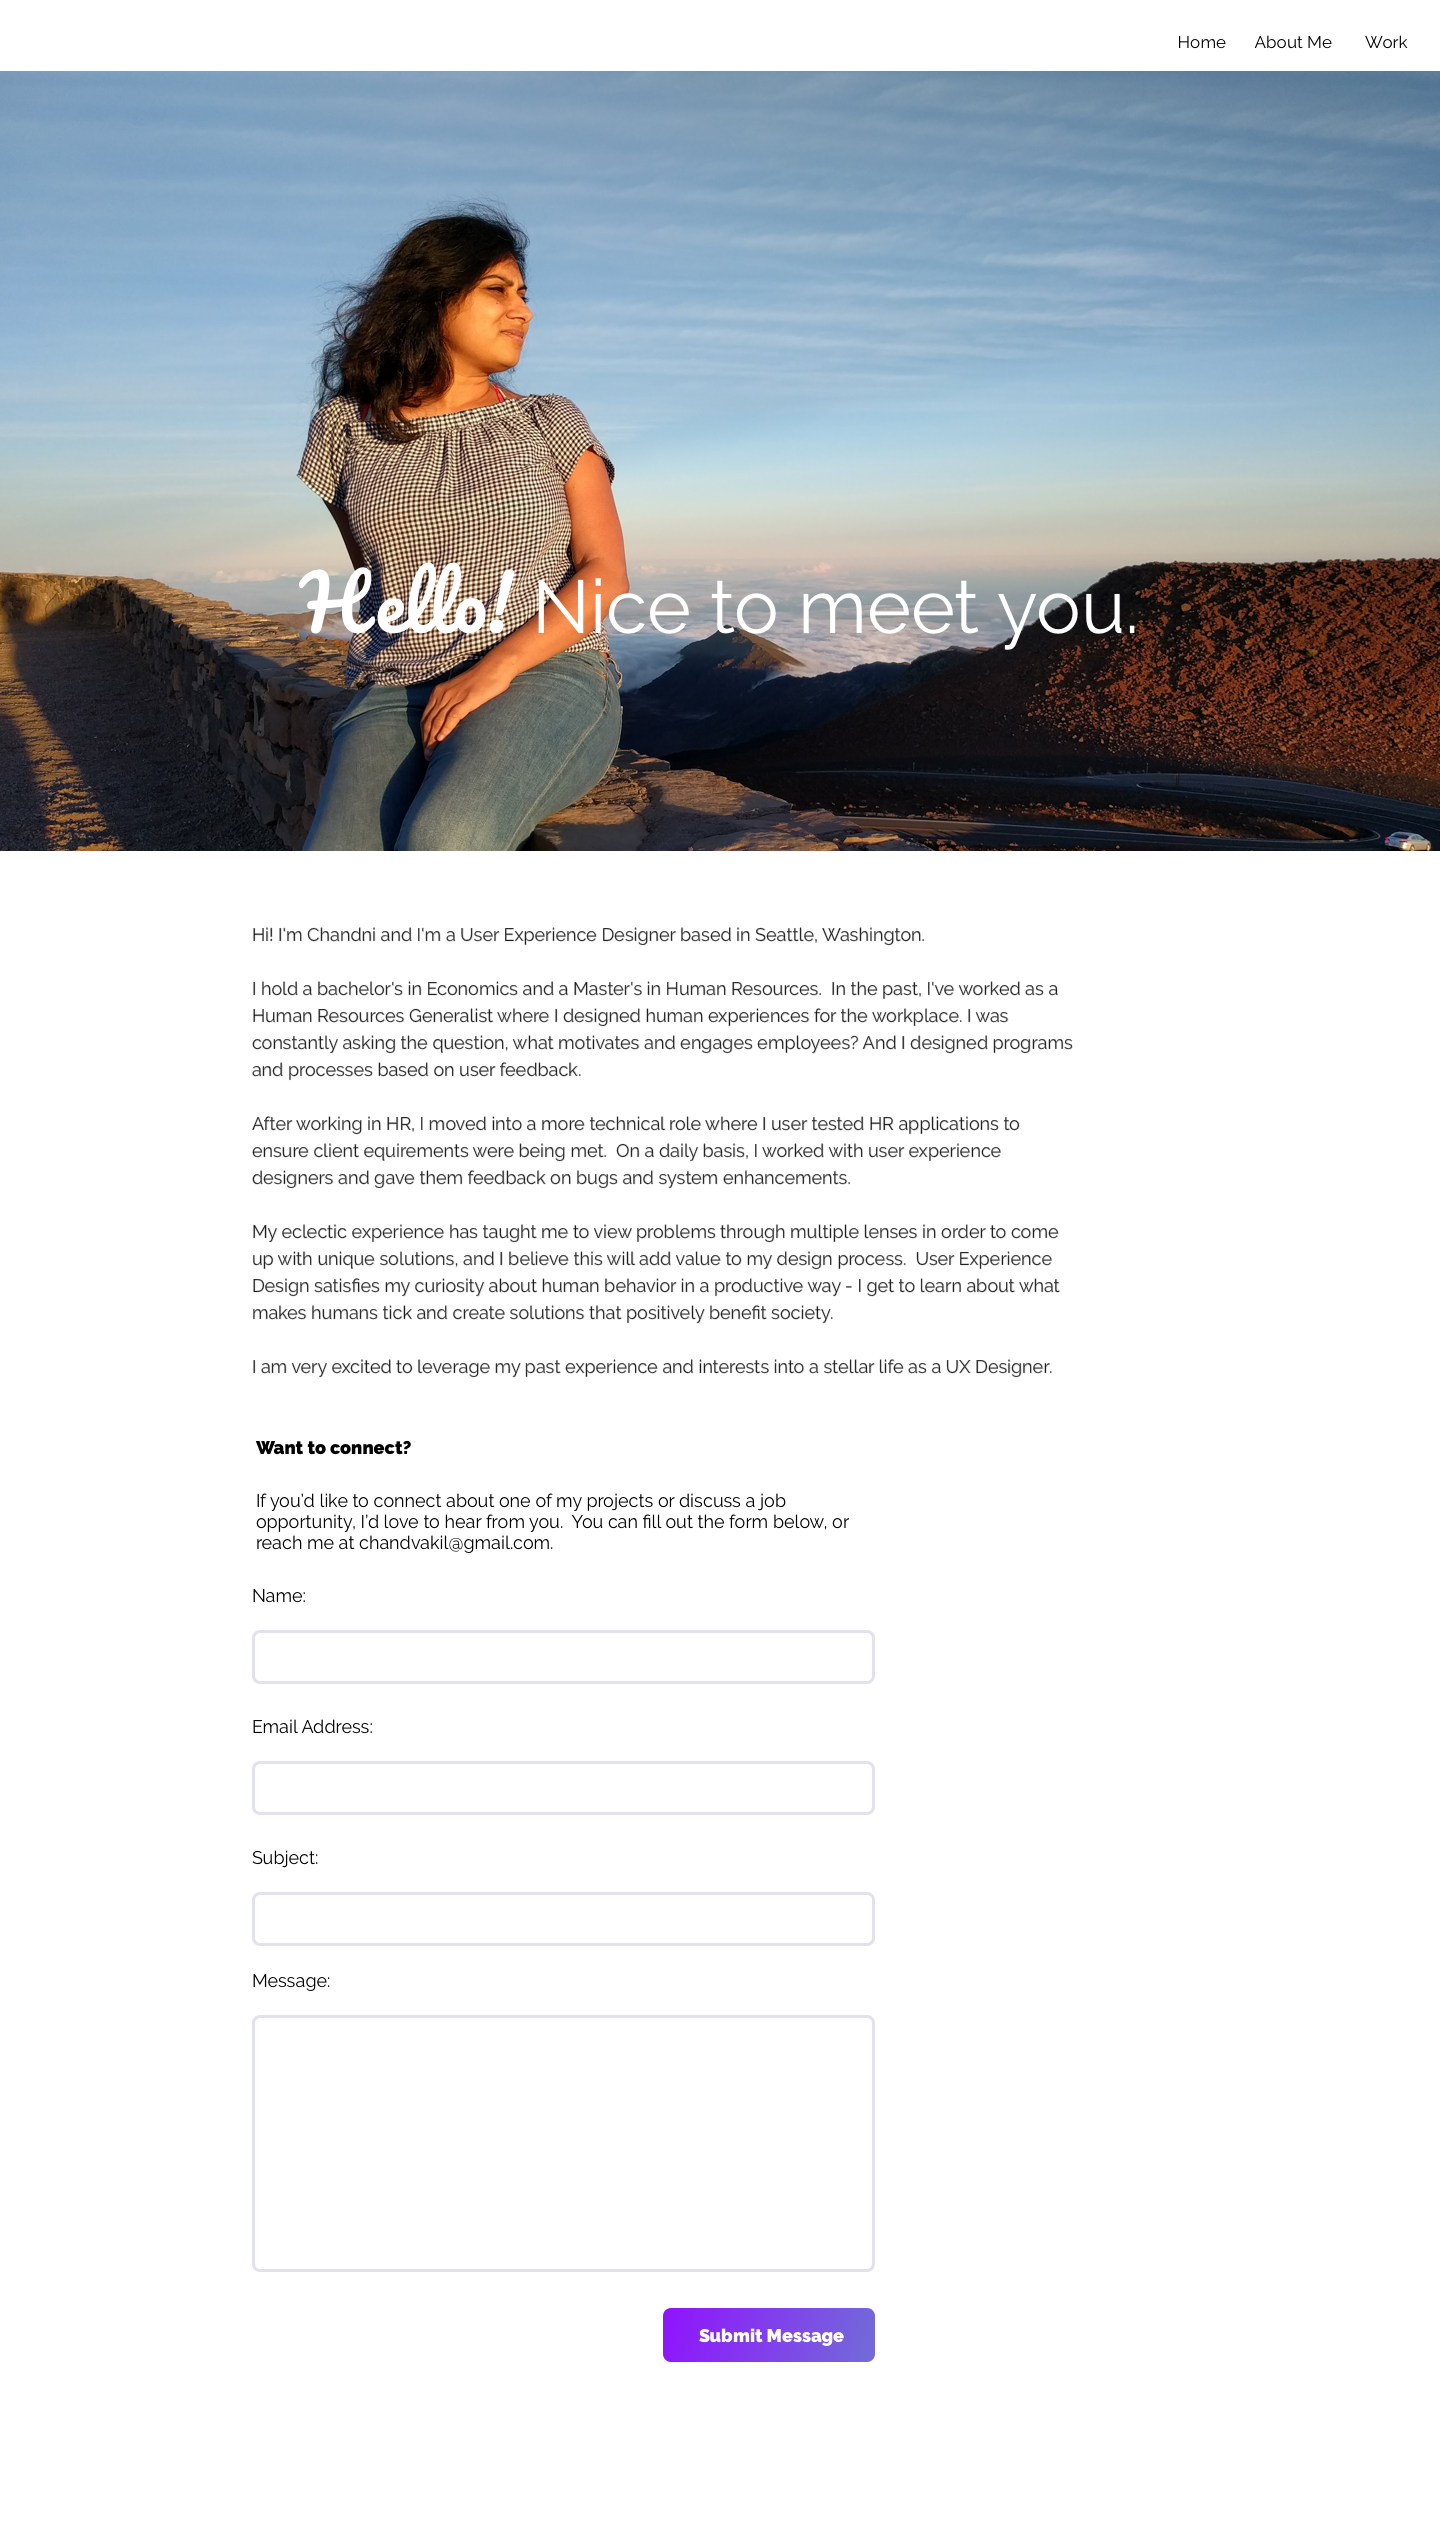 Home About Me Work
Hello! Nice to meet you.
Hi! I'm Chandni and I'm a User Experience Designer based in Seattle, Washington.
I hold a bachelor's in Economics and a Master's in Human Resources.  In the past, I've worked as a
Human Resources Generalist where I designed human experiences for the workplace. I was
constantly asking the question, what motivates and engages employees? And I designed programs
and processes based on user feedback.
After working in HR, I moved into a more technical role where I user tested HR applications to
ensure client equirements were being met.  On a daily basis, I worked with user experience
designers and gave them feedback on bugs and system enhancements.
My eclectic experience has taught me to view problems through multiple lenses in order to come
up with unique solutions, and I believe this will add value to my design process.  User Experience
Design satisfies my curiosity about human behavior in a productive way - I get to learn about what
makes humans tick and create solutions that positively benefit society.
I am very excited to leverage my past experience and interests into a stellar life as a UX Designer.
Want to connect?
If you'd like to connect about one of my projects or discuss a job
opportunity, I'd love to hear from you.  You can fill out the form below, or
reach me at chandvakil@gmail.com.
Name:
Email Address:
Subject:
Message:
Submit Message